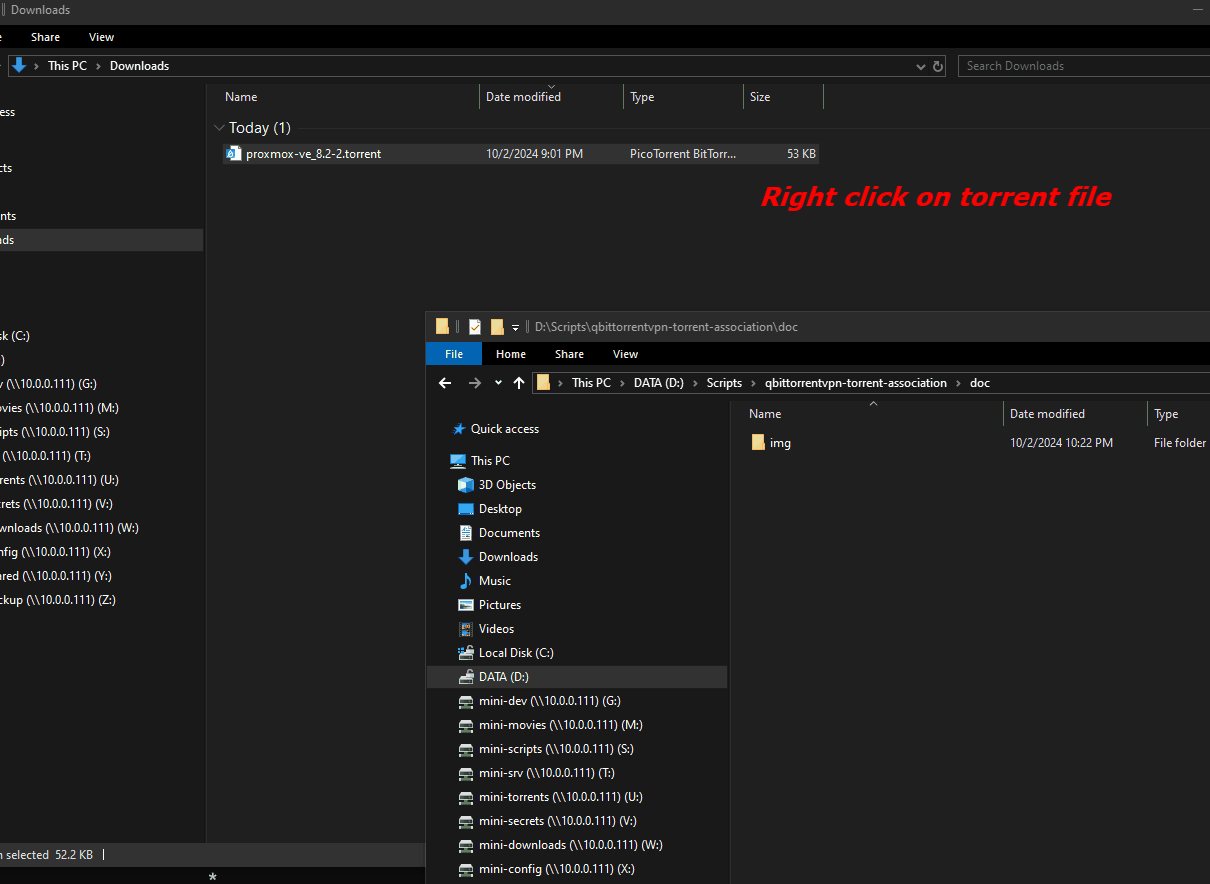 Downloads
e Share View
This PC Downloads Search Downloads
Name Date modified Type Size
Today (1)
proxmox-ve_8.2-2.torrent 10/2/2024 9:01 PM PicoTorrent BitTorr... 53 KB
Right click on torrent file
ess
cts
nts
ds
sk (C:)
)
v (\\10.0.0.111) (G:)
ovies (\\10.0.0.111) (M:)
ipts (\\10.0.0.111) (S:)
(\\10.0.0.111) (T:)
rents (\\10.0.0.111) (U:)
rets (\\10.0.0.111) (V:)
wnloads (\\10.0.0.111) (W:)
nfig (\\10.0.0.111) (X:)
ared (\\10.0.0.111) (Y:)
ckup (\\10.0.0.111) (Z:)
selected 52.2 KB
*
D:\Scripts\qbittorrentvpn-torrent-association\doc
File Home Share View
This PC DATA (D:) Scripts qbittorrentvpn-torrent-association doc
Name Date modified Type
img 10/2/2024 10:22 PM File folder
Quick access
This PC
3D Objects
Desktop
Documents
Downloads
Music
Pictures
Videos
Local Disk (C:)
DATA (D:)
mini-dev (\\10.0.0.111) (G:)
mini-movies (\\10.0.0.111) (M:)
mini-scripts (\\10.0.0.111) (S:)
mini-srv (\\10.0.0.111) (T:)
mini-torrents (\\10.0.0.111) (U:)
mini-secrets (\\10.0.0.111) (V:)
mini-downloads (\\10.0.0.111) (W:)
mini-config (\\10.0.0.111) (X:)